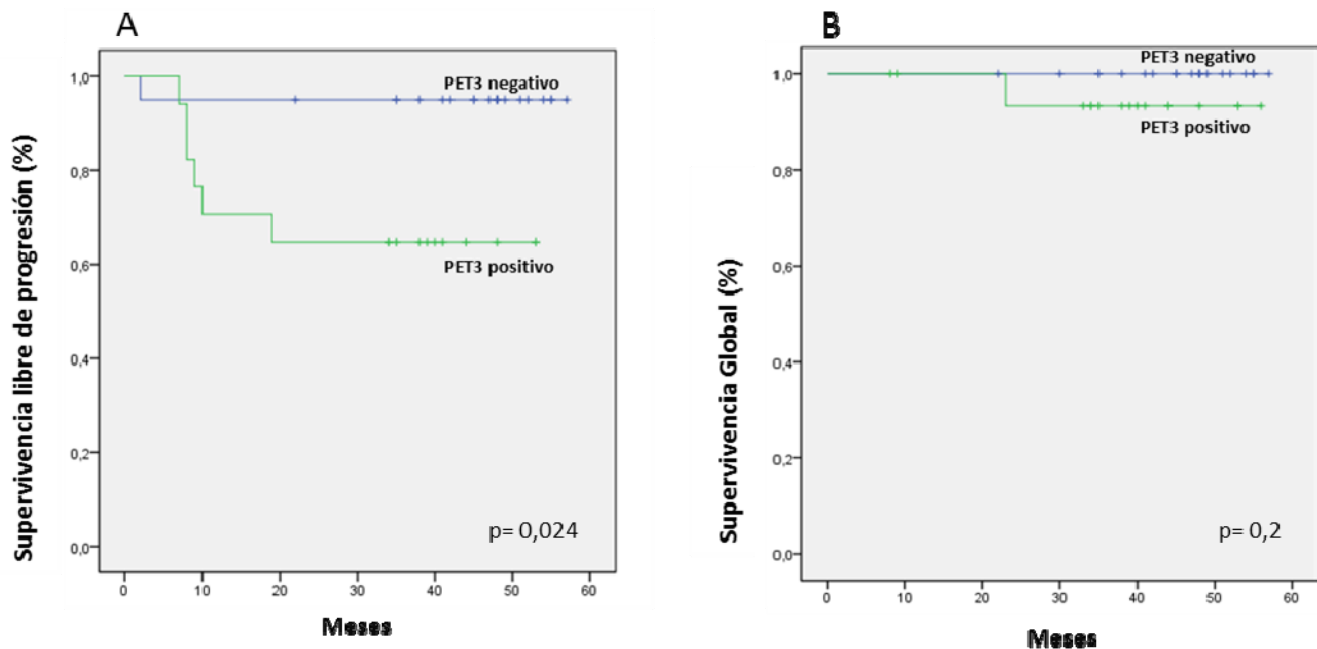 A
Supervivencia libre de progresión (%)
1,0
0,8
0,6
0,4
0,2
0,0
PET3 negativo
PET3 positivo
p= 0,024
0 10 20 30 40 50 60
Meses
B
Supervivencia Global (%)
1,0
0,8
0,6
0,4
0,2
0,0
PET3 negativo
PET3 positivo
p= 0,2
0 10 20 30 40 50 60
Meses